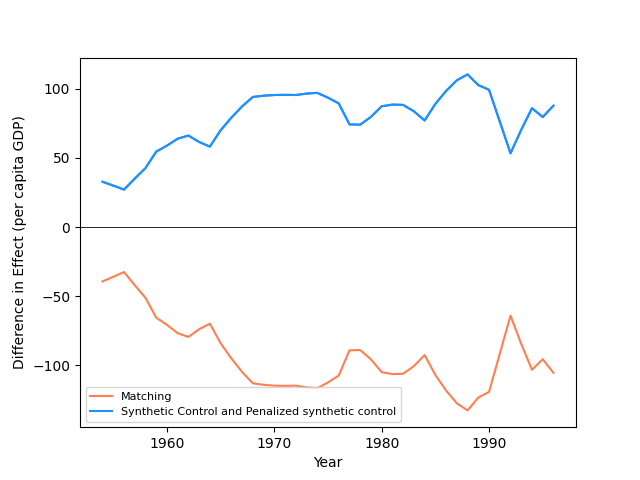 100
50
0
−50
−100
1960
1970
1980
1990
Year
Difference in Effect (per capita GDP)
Matching
Synthetic Control and Penalized synthetic control